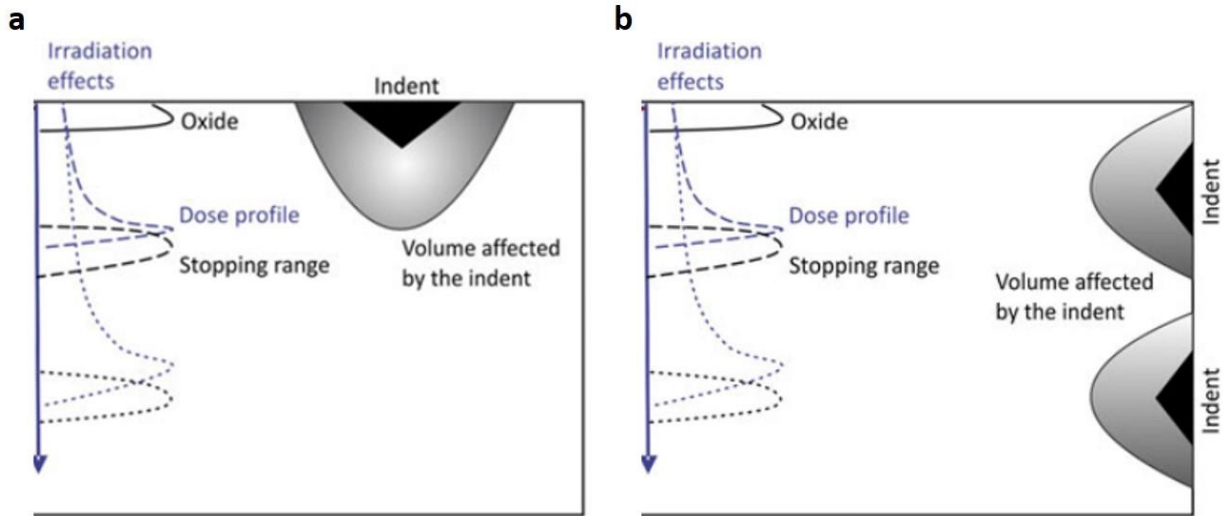 a
Irradiation
effects
Indent
Oxide
Dose profile
Stopping range
Volume affected
by the indent
b
Irradiation
effects
Oxide
Dose profile
Stopping range
Volume affected
by the indent
Indent
Indent